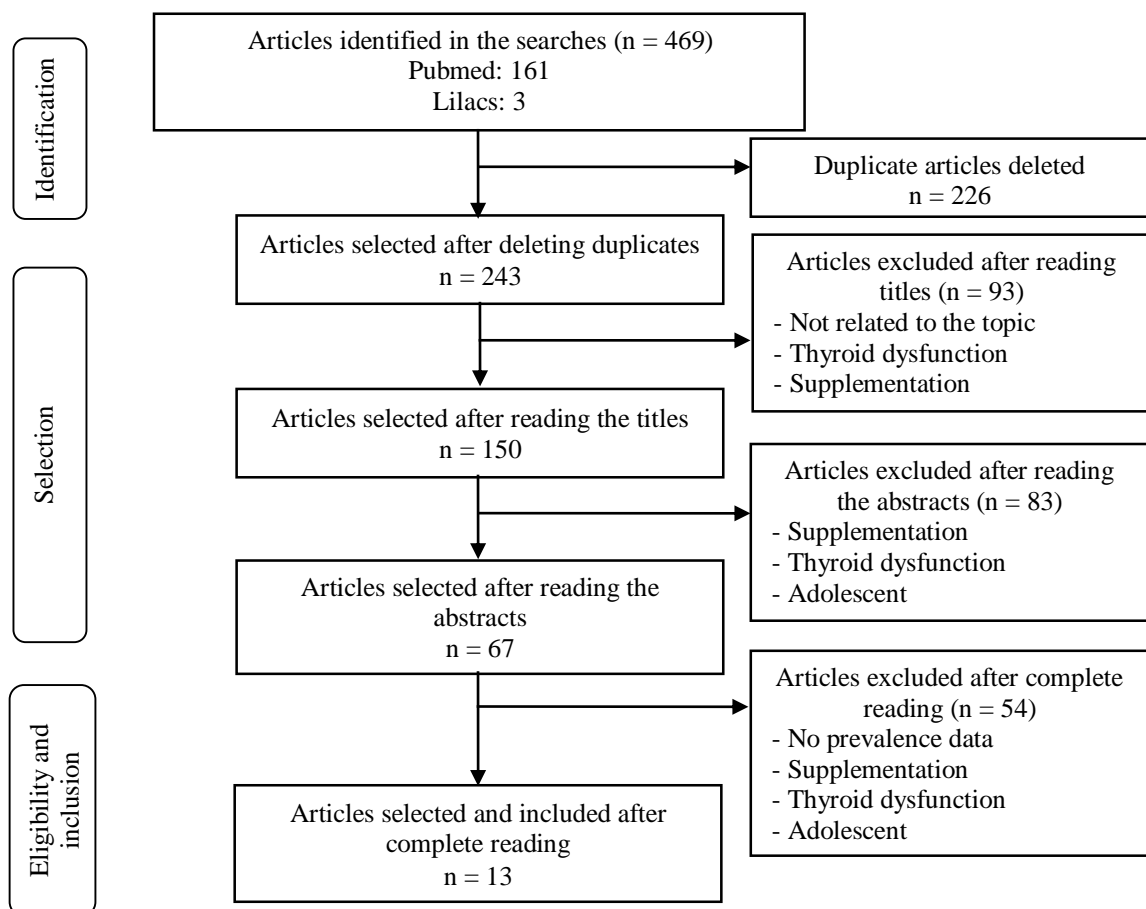 Identification
Articles identified in the searches (n = 469)
Pubmed: 161
Lilacs: 3
Duplicate articles deleted
n = 226
Articles selected after deleting duplicates
n = 243
Selection
Articles excluded after reading
titles (n = 93)
- Not related to the topic
- Thyroid dysfunction
- Supplementation
Articles selected after reading the titles
n = 150
Articles excluded after reading
the abstracts (n = 83)
- Supplementation
- Thyroid dysfunction
- Adolescent
Articles selected after reading the
abstracts
n = 67
Eligibility and
inclusion
Articles excluded after complete
reading (n = 54)
- No prevalence data
- Supplementation
- Thyroid dysfunction
- Adolescent
Articles selected and included after
complete reading
n = 13